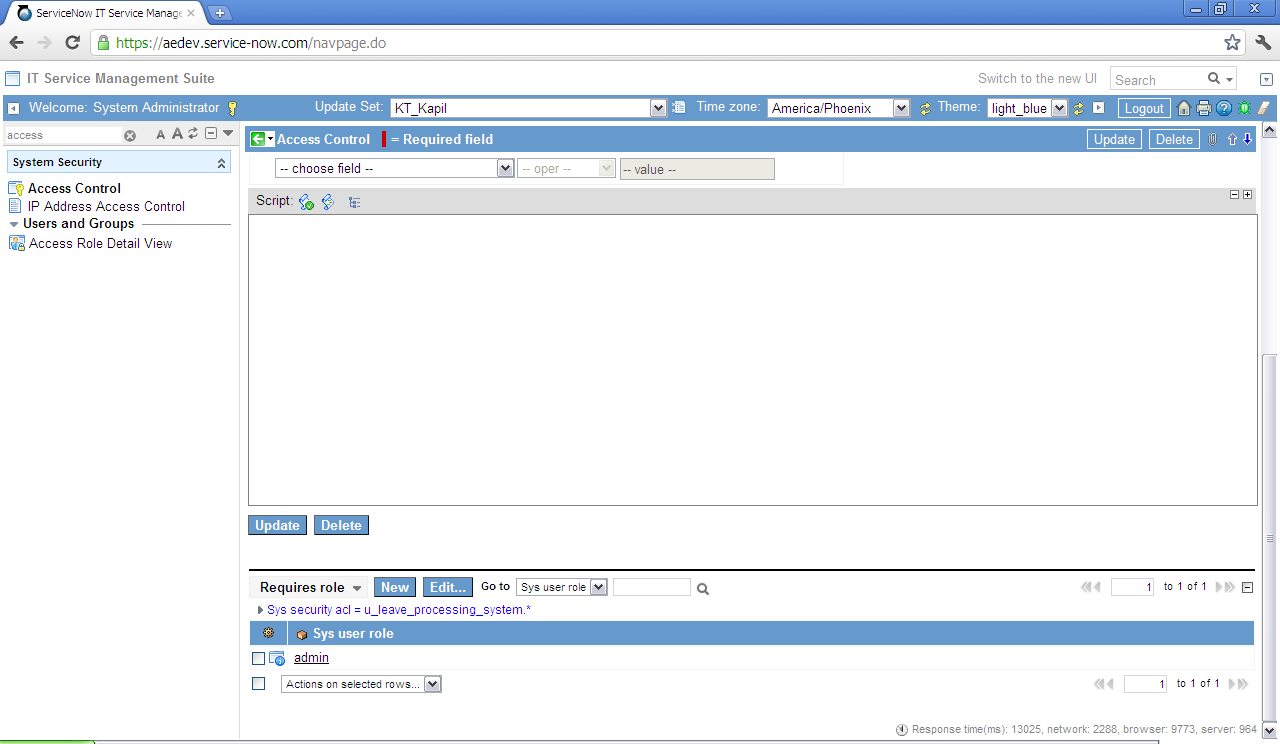 ServiceNow IT Service Manage
https://aedev.service-now.com/navpage.do
IT Service Management Suite
Switch to the new UI
Search
Welcome: System Administrator
Update Set:
KT_Kapil
Time zone:
America/Phoenix
Theme:
light_blue
Logout
access
A A
System Security
Access Control
IP Address Access Control
Users and Groups
Access Role Detail View
Access Control
= Required field
Update
Delete
-- choose field --
-- oper --
-- value --
Script:
Update
Delete
Requires role
New
Edit...
Go to
Sys user role
1 to 1 of 1
Sys security acl = u_leave_processing_system.*
Sys user role
admin
Actions on selected rows...
1 to 1 of 1
Response time(ms): 13025, network: 2288, browser: 9773, server: 964